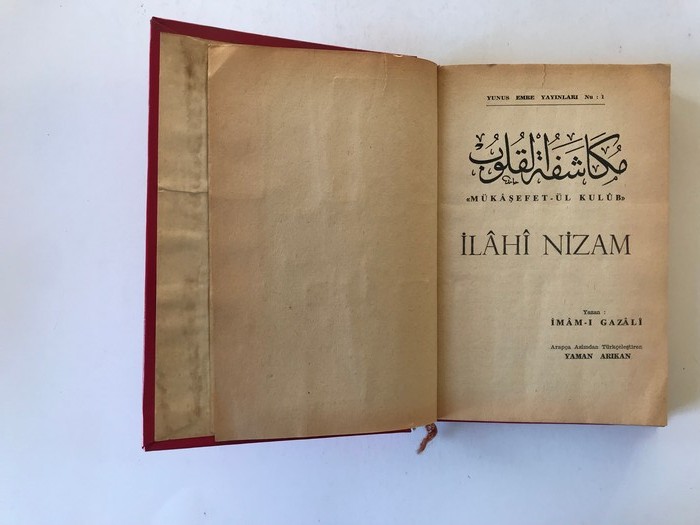 YUNUS EMRE YAYINLARI No : 1
مكاشفة القلوب
«MÜKÂŞEFET-ÜL KULÛB»
İLÂHÎ NİZAM
Yazan :
İMÂM-I GAZÂLÎ
Arapça Aslından Türkçeleştiren
YAMAN ARIKAN